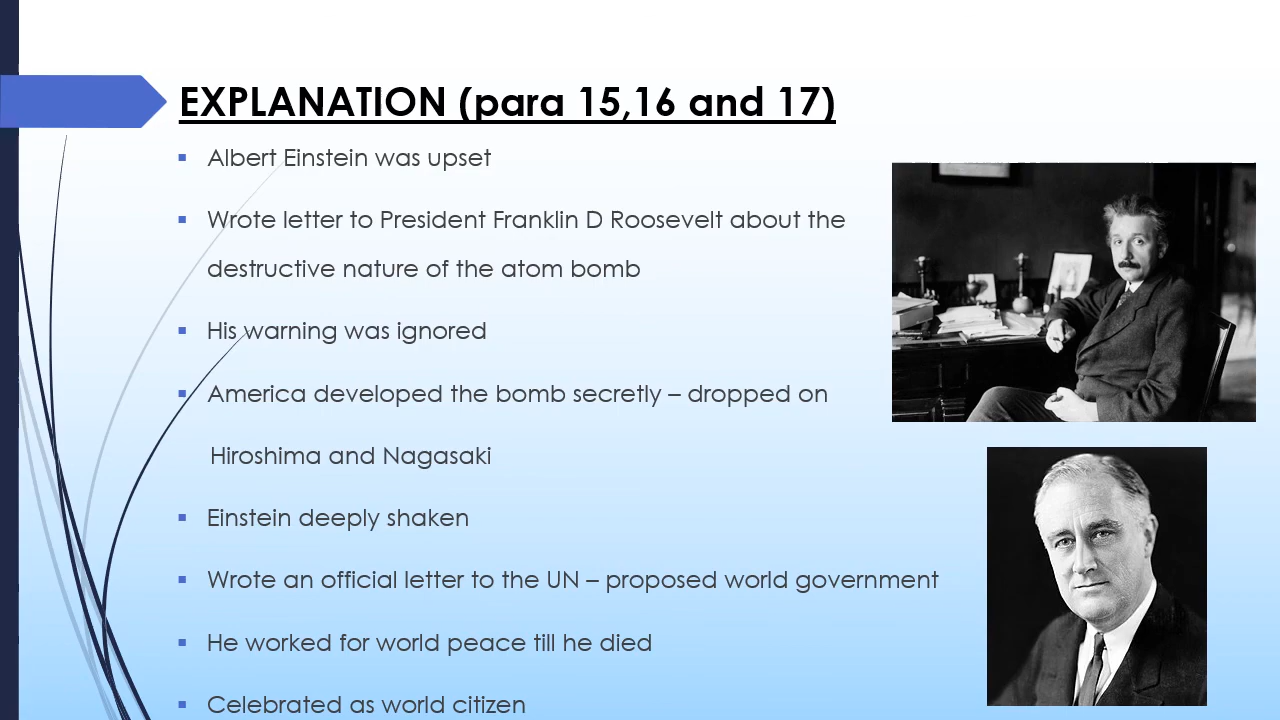 EXPLANATION (para 15,16 and 17)
Albert Einstein was upset
Wrote letter to President Franklin D Roosevelt about the
destructive nature of the atom bomb
His warning was ignored
America developed the bomb secretly – dropped on
Hiroshima and Nagasaki
Einstein deeply shaken
Wrote an official letter to the UN – proposed world government
He worked for world peace till he died
Celebrated as world citizen